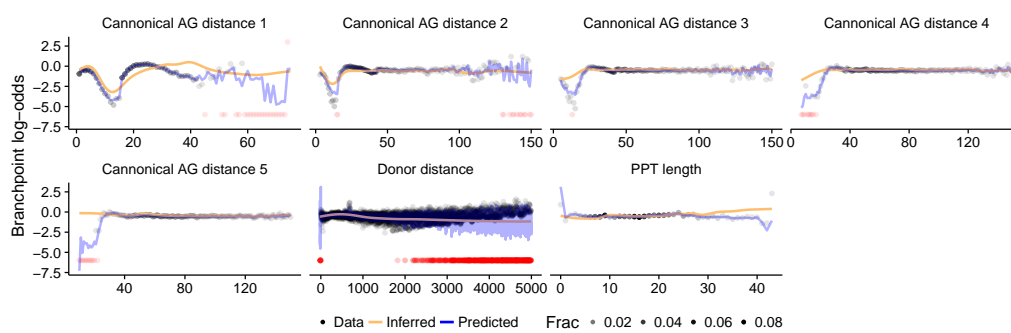 Cannonical AG distance 1
Cannonical AG distance 2
Cannonical AG distance 3
Cannonical AG distance 4
Branchpoint log−odds
2.5
0.0
−2.5
−5.0
−7.5
0 20 40 60
0 50 100 150
0 50 100 150
0 40 80 120
Cannonical AG distance 5
Donor distance
PPT length
2.5
0.0
−2.5
−5.0
−7.5
40 80 120
0 1000 2000 3000 4000 5000
0 10 20 30 40
Data Inferred Predicted Frac 0.02 0.04 0.06 0.08